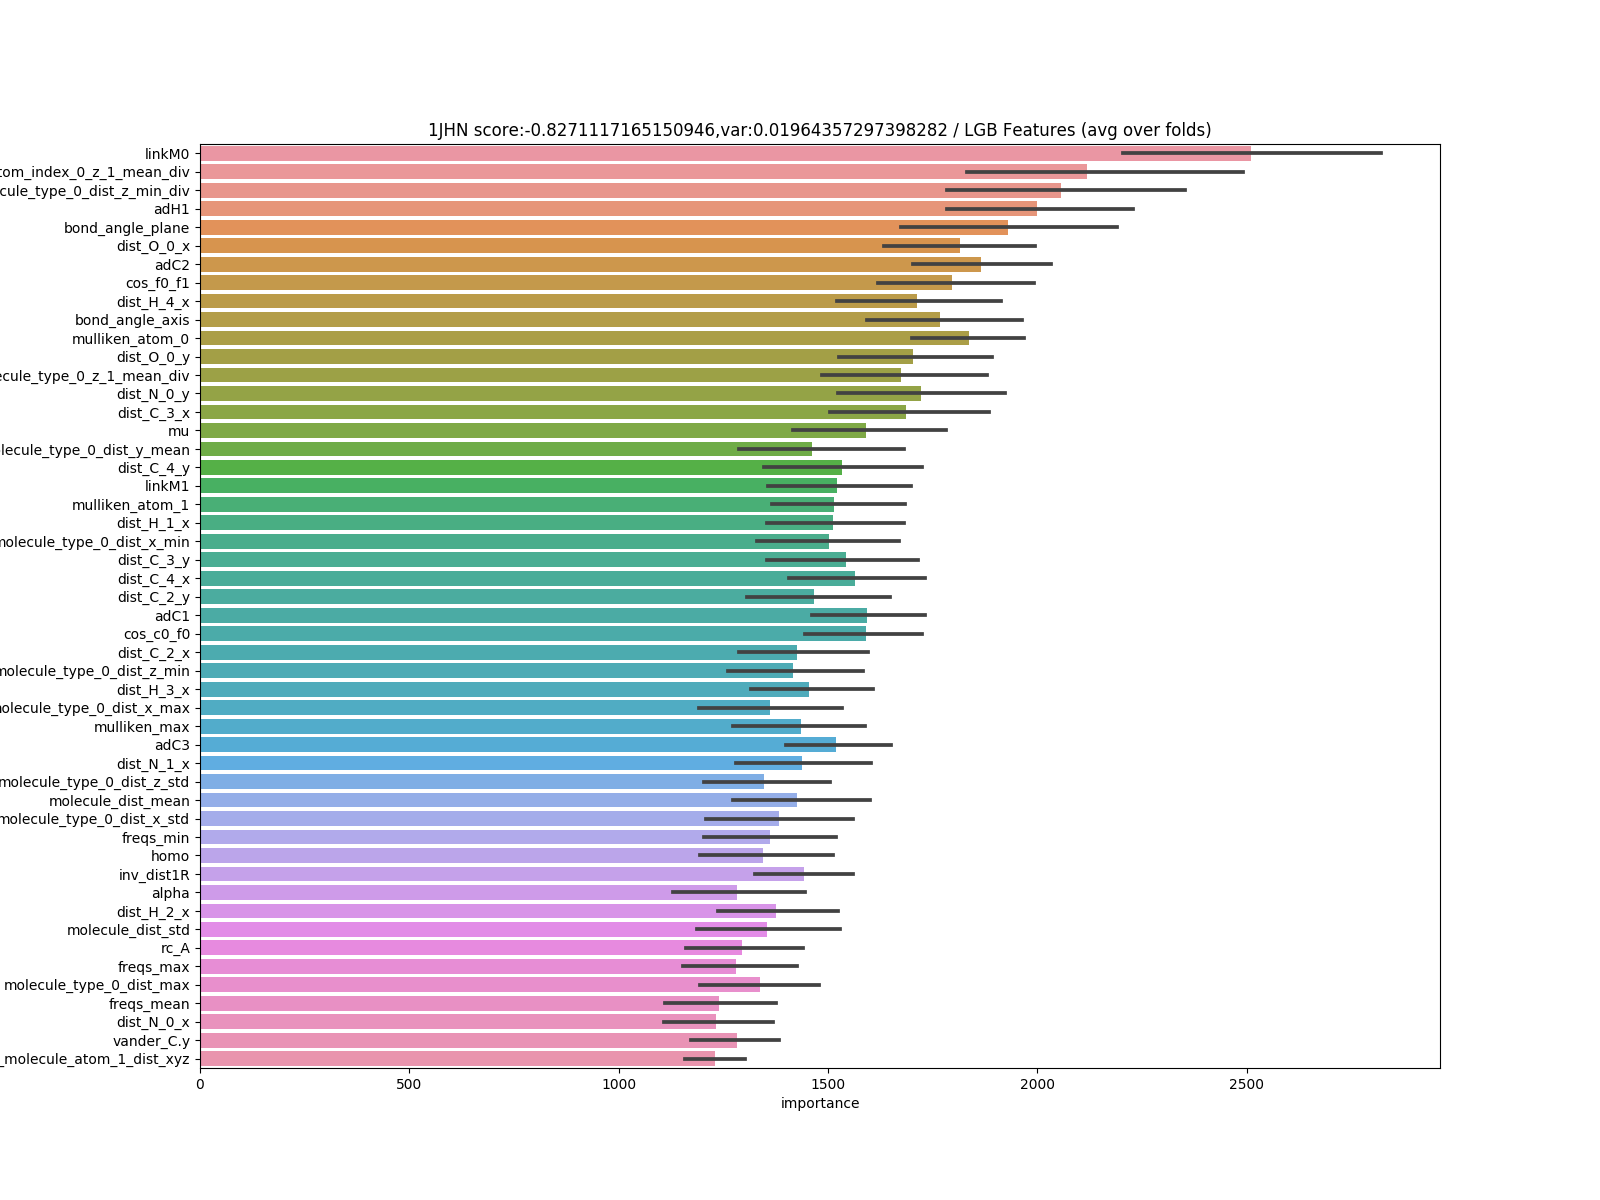 1JHN score:-0.8271117165150946,var:0.01964357297398282 / LGB Features (avg over folds)
linkM0
tom_index_0_z_1_mean_div
cule_type_0_dist_z_min_div
adH1
bond_angle_plane
dist_O_0_x
adC2
cos_f0_f1
dist_H_4_x
bond_angle_axis
mulliken_atom_0
dist_O_0_y
ecule_type_0_z_1_mean_div
dist_N_0_y
dist_C_3_x
mu
lecule_type_0_dist_y_mean
dist_C_4_y
linkM1
mulliken_atom_1
dist_H_1_x
molecule_type_0_dist_x_min
dist_C_3_y
dist_C_4_x
dist_C_2_y
adC1
cos_c0_f0
dist_C_2_x
molecule_type_0_dist_z_min
dist_H_3_x
nolecule_type_0_dist_x_max
mulliken_max
adC3
dist_N_1_x
molecule_type_0_dist_z_std
molecule_dist_mean
molecule_type_0_dist_x_std
freqs_min
homo
inv_dist1R
alpha
dist_H_2_x
molecule_dist_std
rc_A
freqs_max
molecule_type_0_dist_max
freqs_mean
dist_N_0_x
vander_C.y
_molecule_atom_1_dist_xyz
0 500 1000 1500 2000 2500
importance